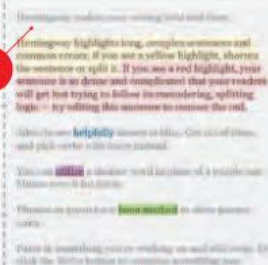 Hemingway makes your writing bold and clear.
Hemingway highlights long, complex sentences and
common errors; if you see a yellow highlight, shorten
the sentence or split it. If you see a red highlight, your
sentence is so dense and complicated that your readers
will get lost trying to follow its meandering, splitting
logic — try editing this sentence to remove the red.
Adverbs are helpfully shown in blue. Get rid of them
and pick verbs with
You can utilize a shorter word in place of a purple one.
Phrases in green have been marked to show passive
voice.
Paste in something you're working on and edit away. Or,
click the Write button to compose something new.